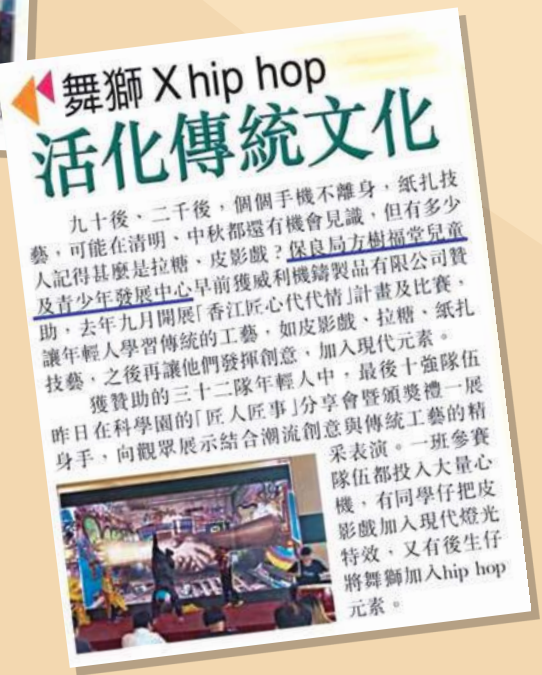 舞獅 X hip hop
活化傳統文化
九十後、二千後，個個手機不離身，紙扎技
藝，可能在清明、中秋都還有機會見識，但有多少
人記得甚麼是拉糖、皮影戲？保良局方樹福堂兒童
及青少年發展中心早前獲威利機鑄製品有限公司贊
助，去年九月開展「香江匠心代代情」計畫及比賽，
讓年輕人學習傳統的工藝，如皮影戲、拉糖、紙扎
技藝，之後再讓他們發揮創意，加入現代元素。
獲贊助的三十二隊年輕人中，最後十強隊伍
昨日在科學園的「匠人匠事」分享會暨頒獎禮一展
身手，向觀眾展示結合潮流創意與傳統工藝的精
采表演。一班參賽
隊伍都投入大量心
機，有同學仔把皮
影戲加入現代燈光
特效，又有後生仔
將舞獅加入hip hop
元素。